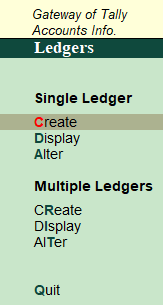 Gateway of Tally
Accounts Info.
Ledgers
Single Ledger
Create
Display
Alter
Multiple Ledgers
CReate
DIsplay
AlTer
Quit